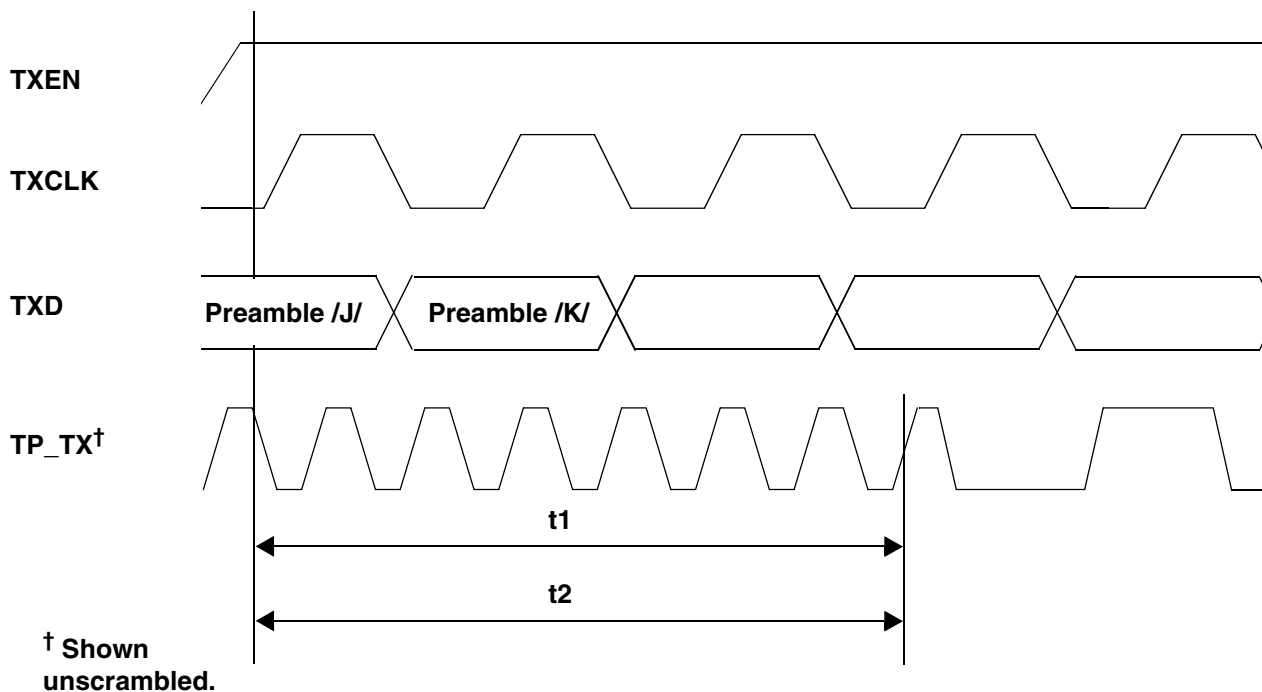 TXEN
TXCLK
TXD
Preamble /J/
Preamble /K/
TP_TX†
t1
t2
† Shown
unscrambled.